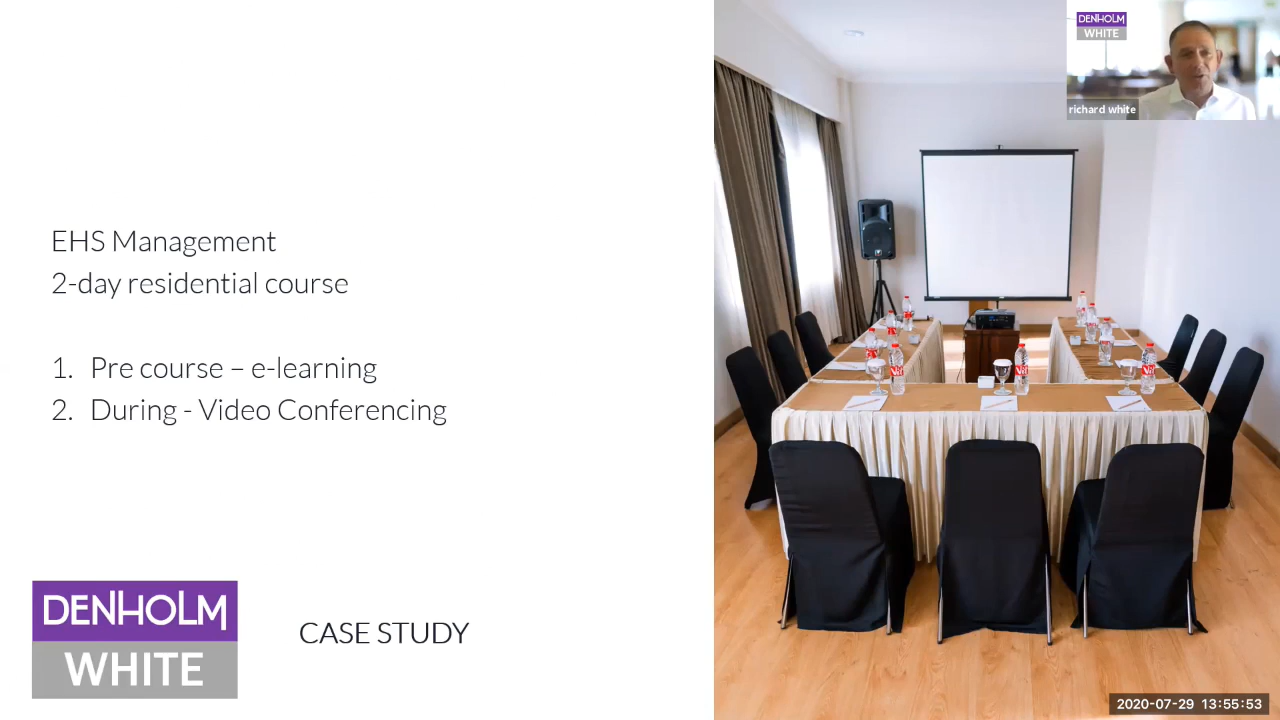 EHS Management
2-day residential course
1. Pre course – e-learning
2. During - Video Conferencing
DENHOLM
WHITE
CASE STUDY
DENHOLM
WHITE
richard white
2020-07-29 13:55:53